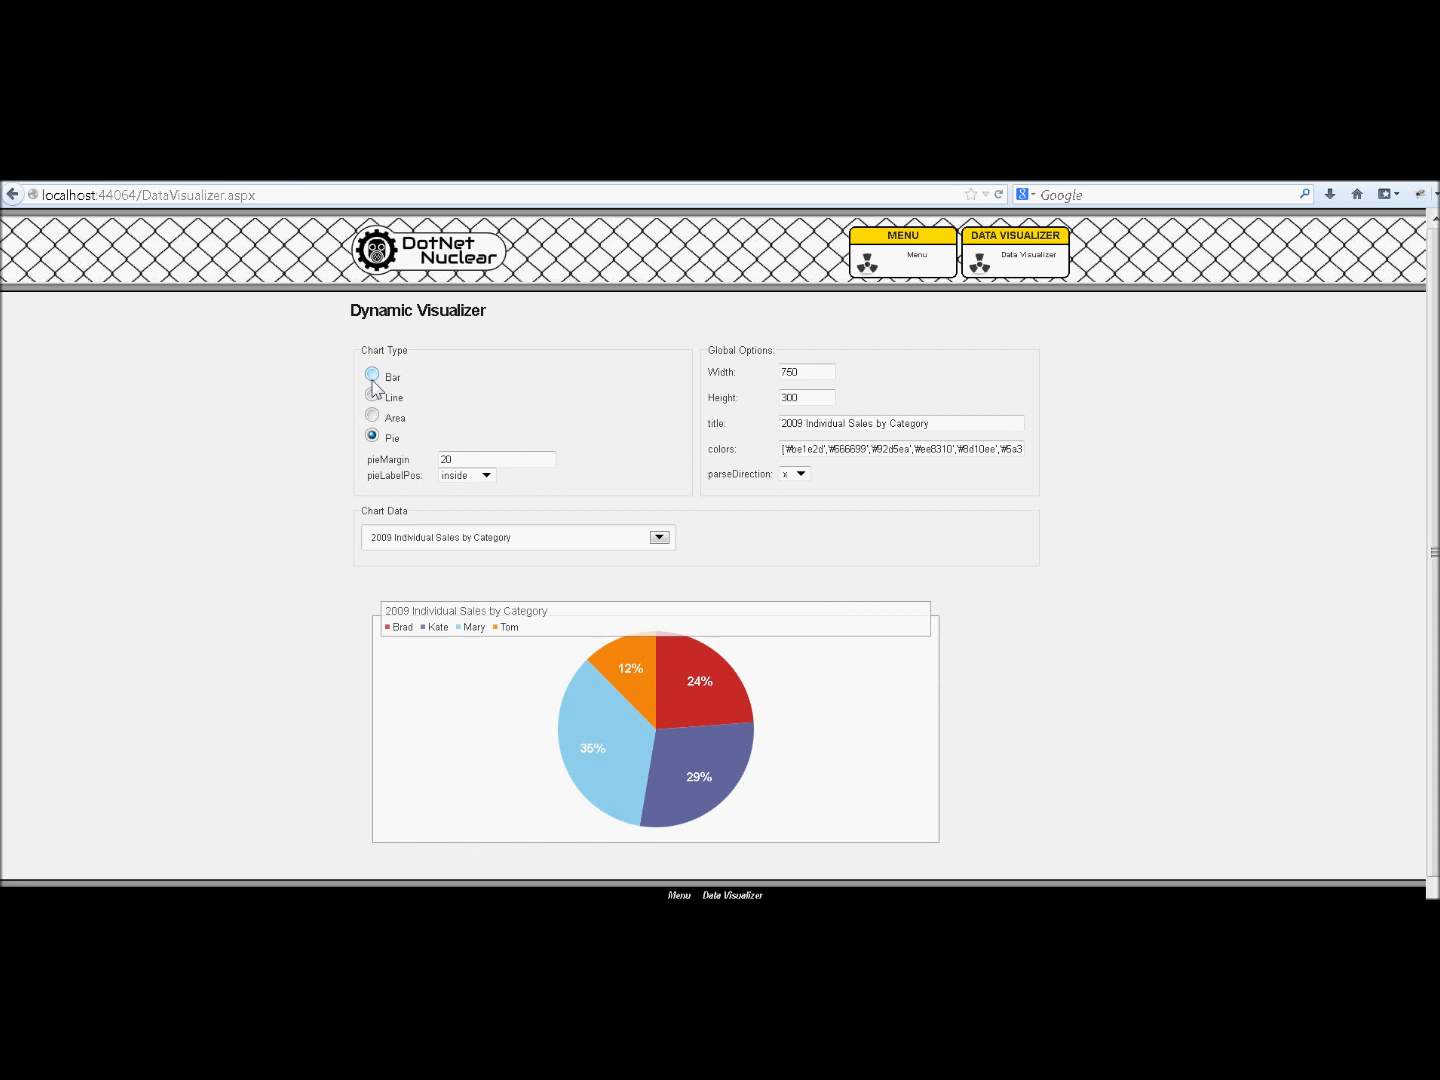 localhost:44064/DataVisualizer.aspx
Google
DotNet
Nuclear
MENU
Menu
DATA VISUALIZER
Data Visualizer
Dynamic Visualizer
Chart Type
Bar
Line
Area
Pie
pieMargin 20
pieLabelPos: inside
Global Options:
Width: 750
Height: 300
title: 2009 Individual Sales by Category
colors: ['₩be1e2d','₩666699','₩92d5ea','₩ee8310','₩8d10ee','₩5a3
parseDirection: x
Chart Data
2009 Individual Sales by Category
2009 Individual Sales by Category
Brad Kate Mary Tom
12%
24%
35%
29%
Menu Data Visualizer